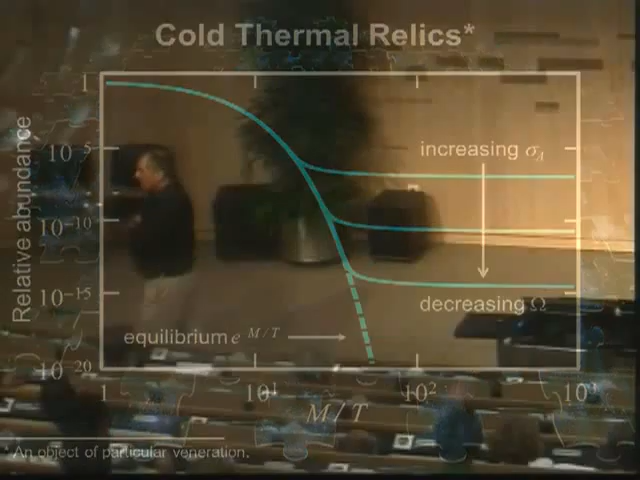 Cold Thermal Relics*
1
10-5
10-10
10-15
10-20
Relative abundance
increasing σA
decreasing Ω
equilibrium e M/T
1 101 102 103
M/T
* An object of particular veneration.